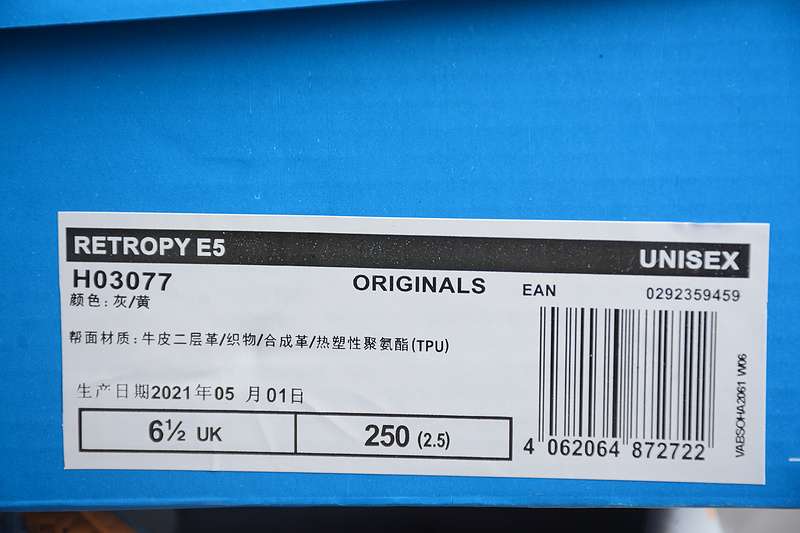 RETROPY E5
UNISEX
H03077
ORIGINALS
EAN
0292359459
颜色:灰/黄
帮面材质:牛皮二层革/织物/合成革/热塑性聚氨酯(TPU)
生产日期2021年05 月01日
6½ UK
250 (2.5)
4 062064 872722
VABSOHA2061 W06